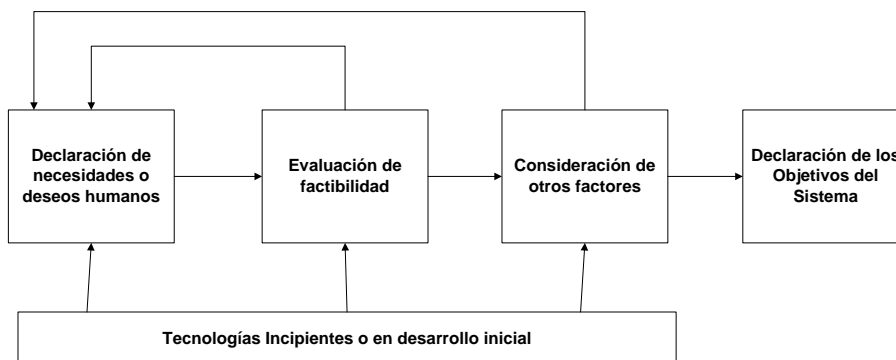 Declaración de
necesidades o
deseos humanos
Evaluación de
factibilidad
Consideración de
otros factores
Declaración de los
Objetivos del
Sistema
Tecnologías Incipientes o en desarrollo inicial